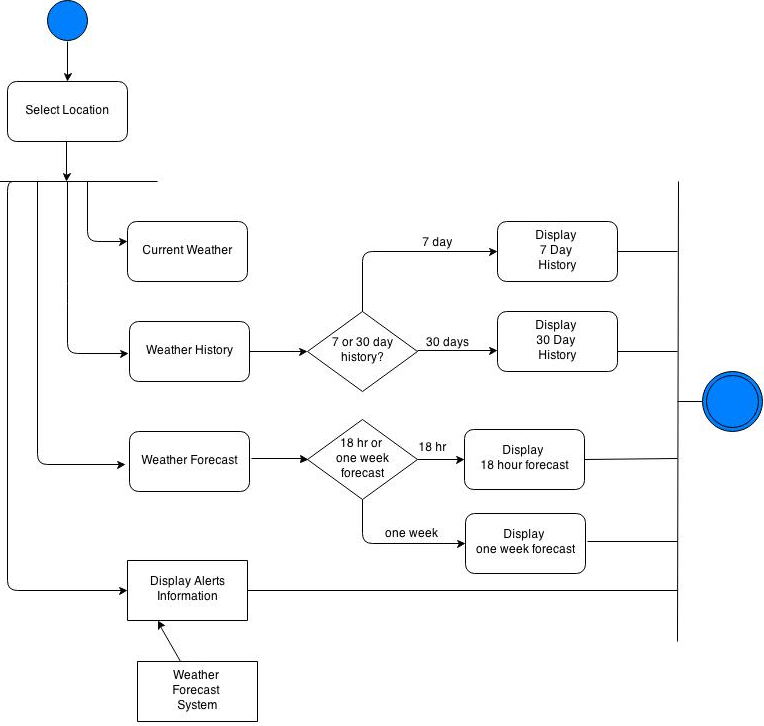 Select Location
Current Weather
7 day
Display
7 Day
History
Weather History
7 or 30 day
history?
30 days
Display
30 Day
History
Weather Forecast
18 hr or
one week
forecast
18 hr
Display
18 hour forecast
one week
Display
one week forecast
Display Alerts
Information
Weather
Forecast
System